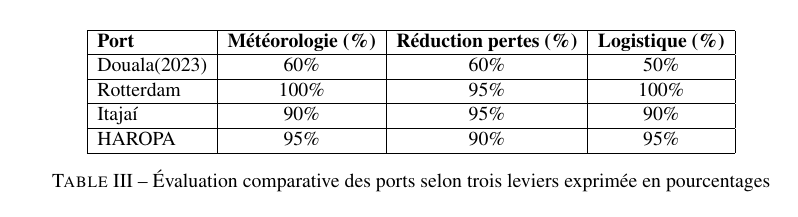 Port Météorologie (%) Réduction pertes (%) Logistique (%)
Douala(2023) 60% 60% 50%
Rotterdam 100% 95% 100%
Itajaí 90% 95% 90%
HAROPA 95% 90% 95%
TABLE III – Évaluation comparative des ports selon trois leviers exprimée en pourcentages